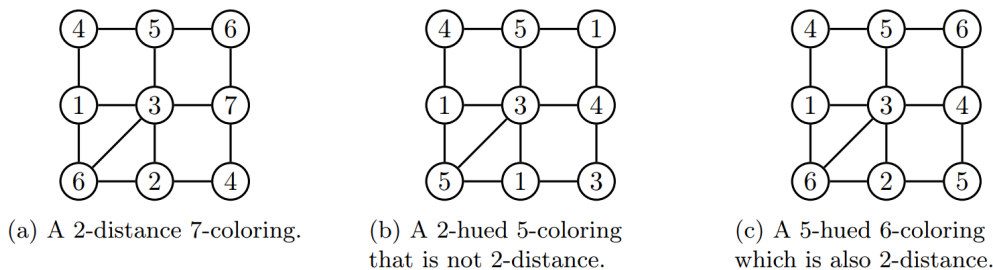 4 5 6 4 5 1 4 5 6
1 3 7 1 3 4 1 3 4
6 2 4 5 1 3 6 2 5
(a) A 2-distance 7-coloring. (b) A 2-hued 5-coloring (c) A 5-hued 6-coloring
that is not 2-distance. which is also 2-distance.